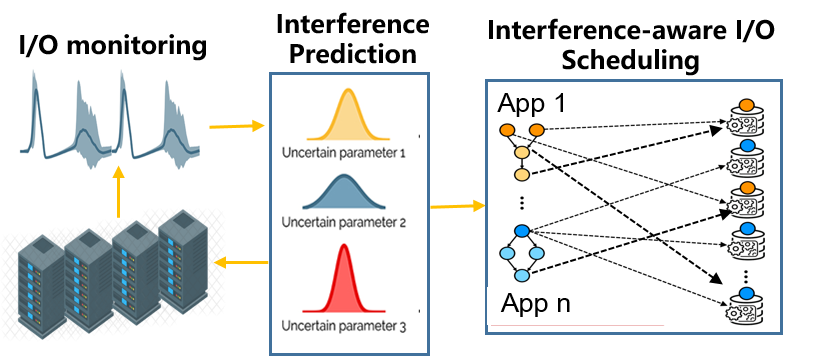 I/O monitoring
Interference
Prediction
Uncertain parameter 1
Uncertain parameter 2
Uncertain parameter 3
Interference-aware I/O
Scheduling
App 1
App n